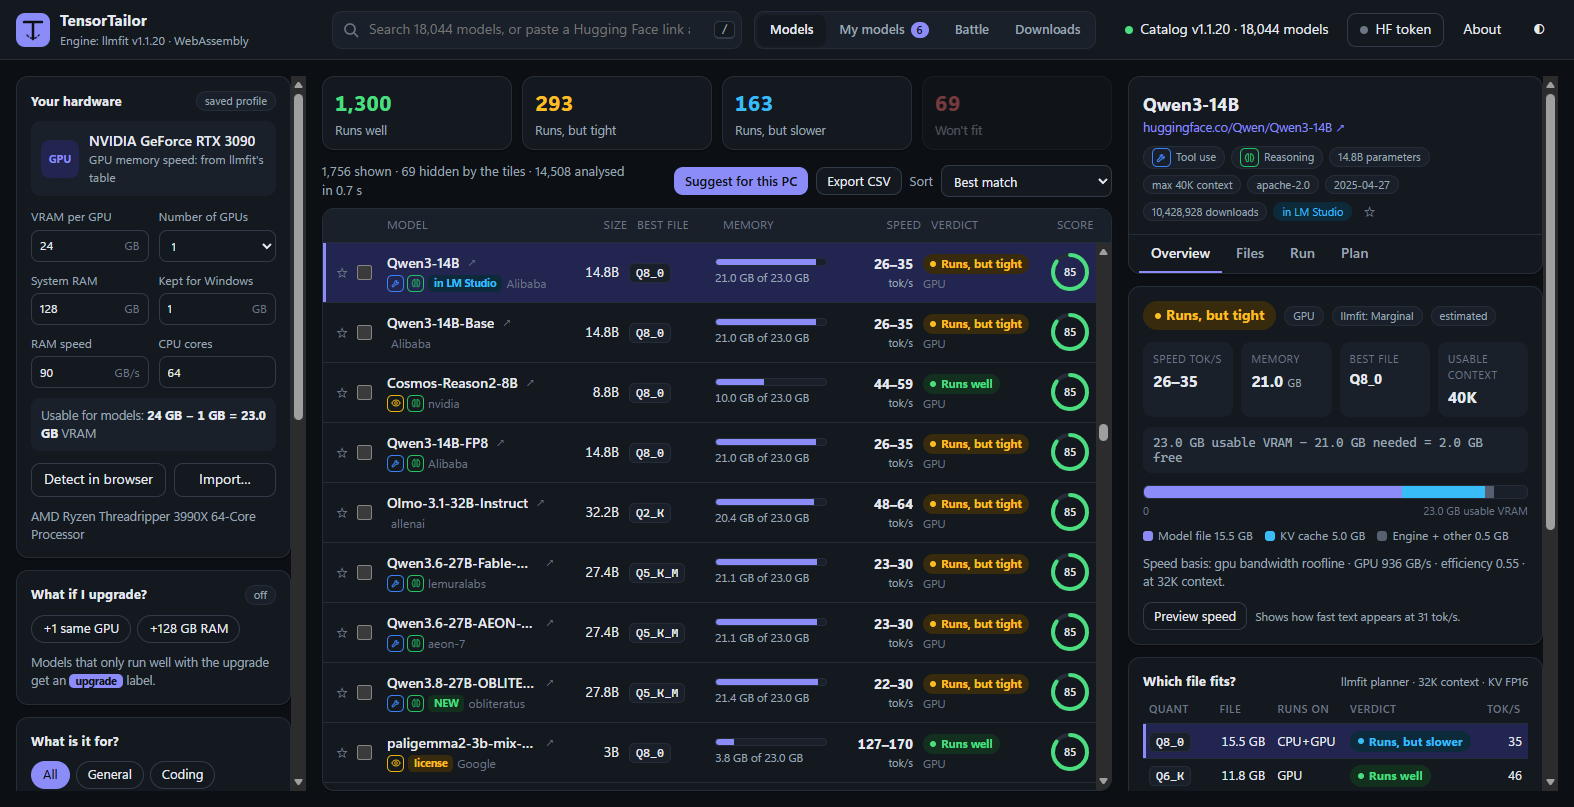 TensorTailor
Engine: llmfit v1.1.20 · WebAssembly
Search 18,044 models, or paste a Hugging Face link
/
Models
My models 6
Battle
Downloads
Catalog v1.1.20 · 18,044 models
HF token
About
Your hardware
saved profile
GPU
NVIDIA GeForce RTX 3090
GPU memory speed: from llmfit's
table
VRAM per GPU
Number of GPUs
24 GB
1
System RAM
Kept for Windows
128 GB
1 GB
RAM speed
CPU cores
90 GB/s
64
Usable for models: 24 GB − 1 GB = 23.0
GB VRAM
Detect in browser
Import...
AMD Ryzen Threadripper 3990X 64-Core
Processor
What if I upgrade?
off
+1 same GPU
+128 GB RAM
Models that only run well with the upgrade
get an upgrade label.
What is it for?
All
General
Coding
1,300
Runs well
293
Runs, but tight
163
Runs, but slower
69
Won't fit
1,756 shown · 69 hidden by the tiles · 14,508 analysed
in 0.7 s
Suggest for this PC
Export CSV
Sort
Best match
MODEL SIZE BEST FILE MEMORY SPEED VERDICT SCORE
Qwen3-14B ↗
in LM Studio Alibaba
14.8B Q8_0
21.0 GB of 23.0 GB
26–35
tok/s
Runs, but tight
GPU
85
Qwen3-14B-Base ↗
Alibaba
14.8B Q8_0
21.0 GB of 23.0 GB
26–35
tok/s
Runs, but tight
GPU
85
Cosmos-Reason2-8B ↗
nvidia
8.8B Q8_0
10.0 GB of 23.0 GB
44–59
tok/s
Runs well
GPU
85
Qwen3-14B-FP8 ↗
Alibaba
14.8B Q8_0
21.0 GB of 23.0 GB
26–35
tok/s
Runs, but tight
GPU
85
Olmo-3.1-32B-Instruct ↗
allenai
32.2B Q2_K
20.4 GB of 23.0 GB
48–64
tok/s
Runs, but tight
GPU
85
Qwen3.6-27B-Fable-... ↗
lemuralabs
27.4B Q5_K_M
21.1 GB of 23.0 GB
23–30
tok/s
Runs, but tight
GPU
85
Qwen3.6-27B-AEON-... ↗
aeon-7
27.4B Q5_K_M
21.1 GB of 23.0 GB
23–30
tok/s
Runs, but tight
GPU
85
Qwen3.8-27B-OBLITE... ↗
NEW obliteratus
27.8B Q5_K_M
21.4 GB of 23.0 GB
22–30
tok/s
Runs, but tight
GPU
85
paligemma2-3b-mix-... ↗
license Google
3B Q8_0
3.8 GB of 23.0 GB
127–170
tok/s
Runs well
GPU
85
Qwen3-14B
huggingface.co/Qwen/Qwen3-14B ↗
Tool use
Reasoning
14.8B parameters
max 40K context
apache-2.0
2025-04-27
10,428,928 downloads
in LM Studio
Overview
Files
Run
Plan
Runs, but tight
GPU
llmfit: Marginal
estimated
SPEED TOK/S
26–35
MEMORY
21.0 GB
BEST FILE
Q8_0
USABLE
CONTEXT
40K
23.0 GB usable VRAM − 21.0 GB needed = 2.0 GB
free
0
23.0 GB usable VRAM
Model file 15.5 GB
KV cache 5.0 GB
Engine + other 0.5 GB
Speed basis: gpu bandwidth roofline · GPU 936 GB/s · efficiency 0.55 ·
at 32K context.
Preview speed
Shows how fast text appears at 31 tok/s.
Which file fits?
llmfit planner · 32K context · KV FP16
QUANT FILE RUNS ON VERDICT TOK/S
Q8_0 15.5 GB CPU+GPU Runs, but slower 35
Q6_K 11.8 GB GPU Runs well 46